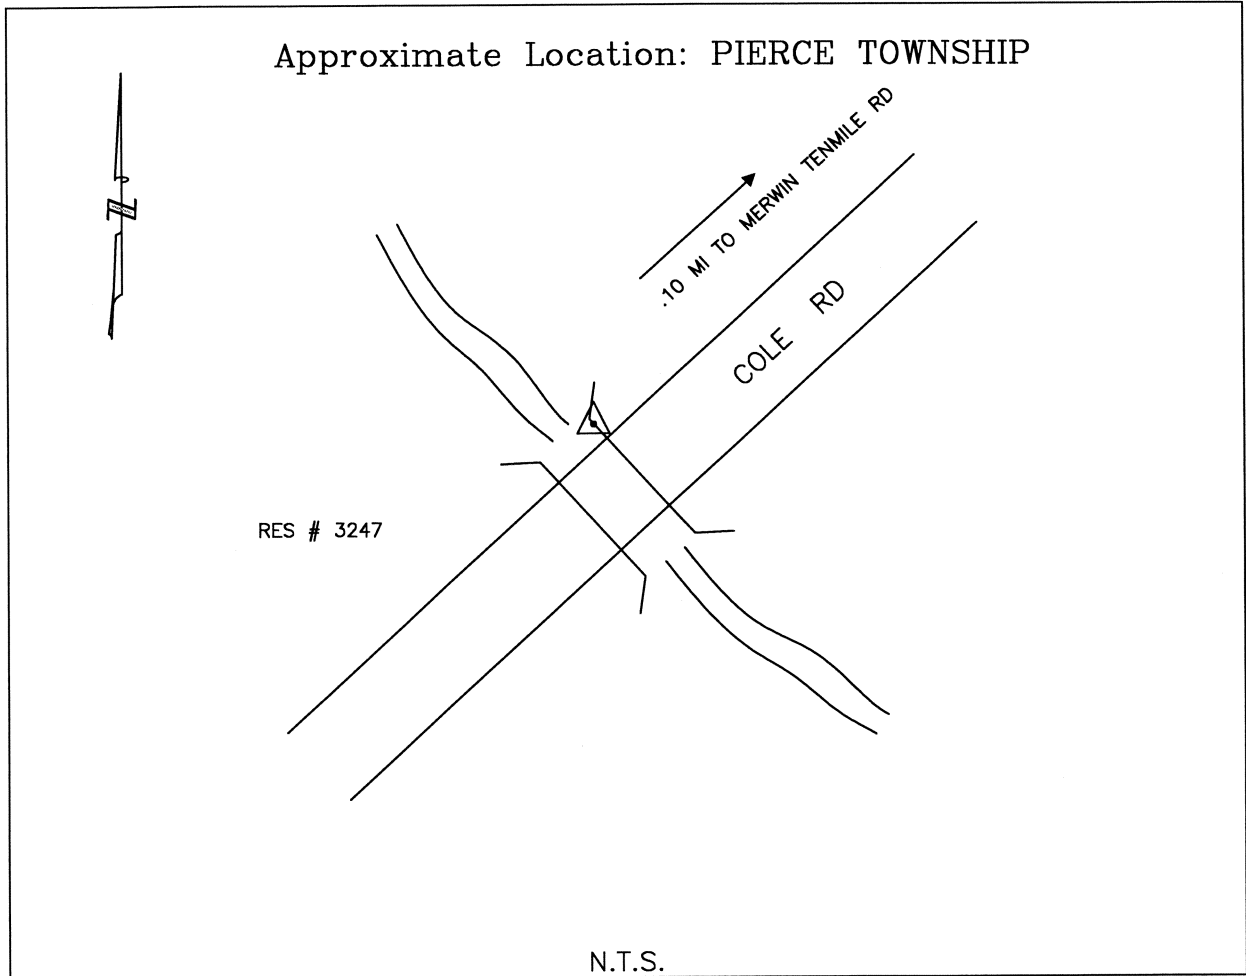 Approximate Location: PIERCE TOWNSHIP
N
.10 MI TO MERWIN TENMILE RD
COLE RD
RES # 3247
N.T.S.